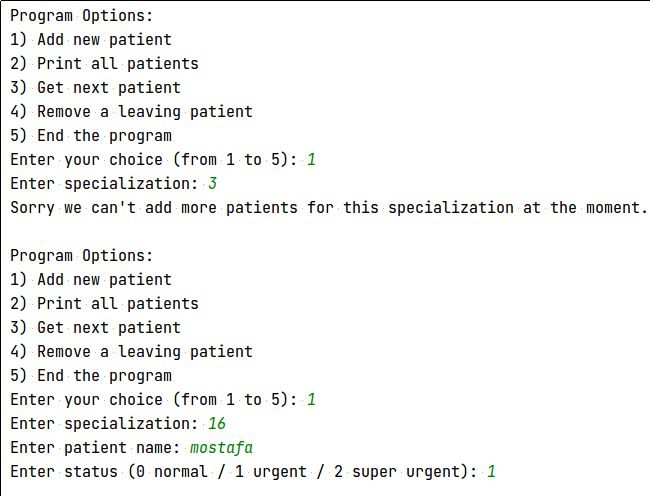 Program Options:
1) Add new patient
2) Print all patients
3) Get next patient
4) Remove a leaving patient
5) End the program
Enter your choice (from 1 to 5): 1
Enter specialization: 3
Sorry we can't add more patients for this specialization at the moment.

Program Options:
1) Add new patient
2) Print all patients
3) Get next patient
4) Remove a leaving patient
5) End the program
Enter your choice (from 1 to 5): 1
Enter specialization: 16
Enter patient name: mostafa
Enter status (0 normal / 1 urgent / 2 super urgent): 1